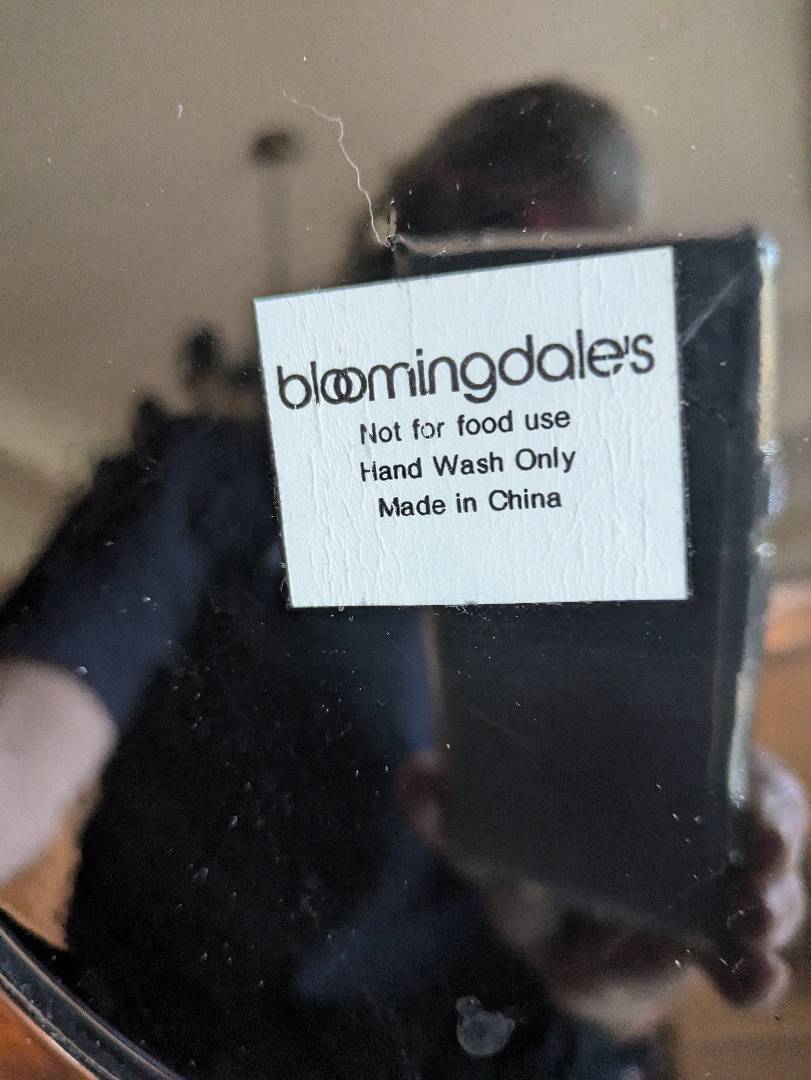 bloomingdale's
Not for food use
Hand Wash Only
Made in China